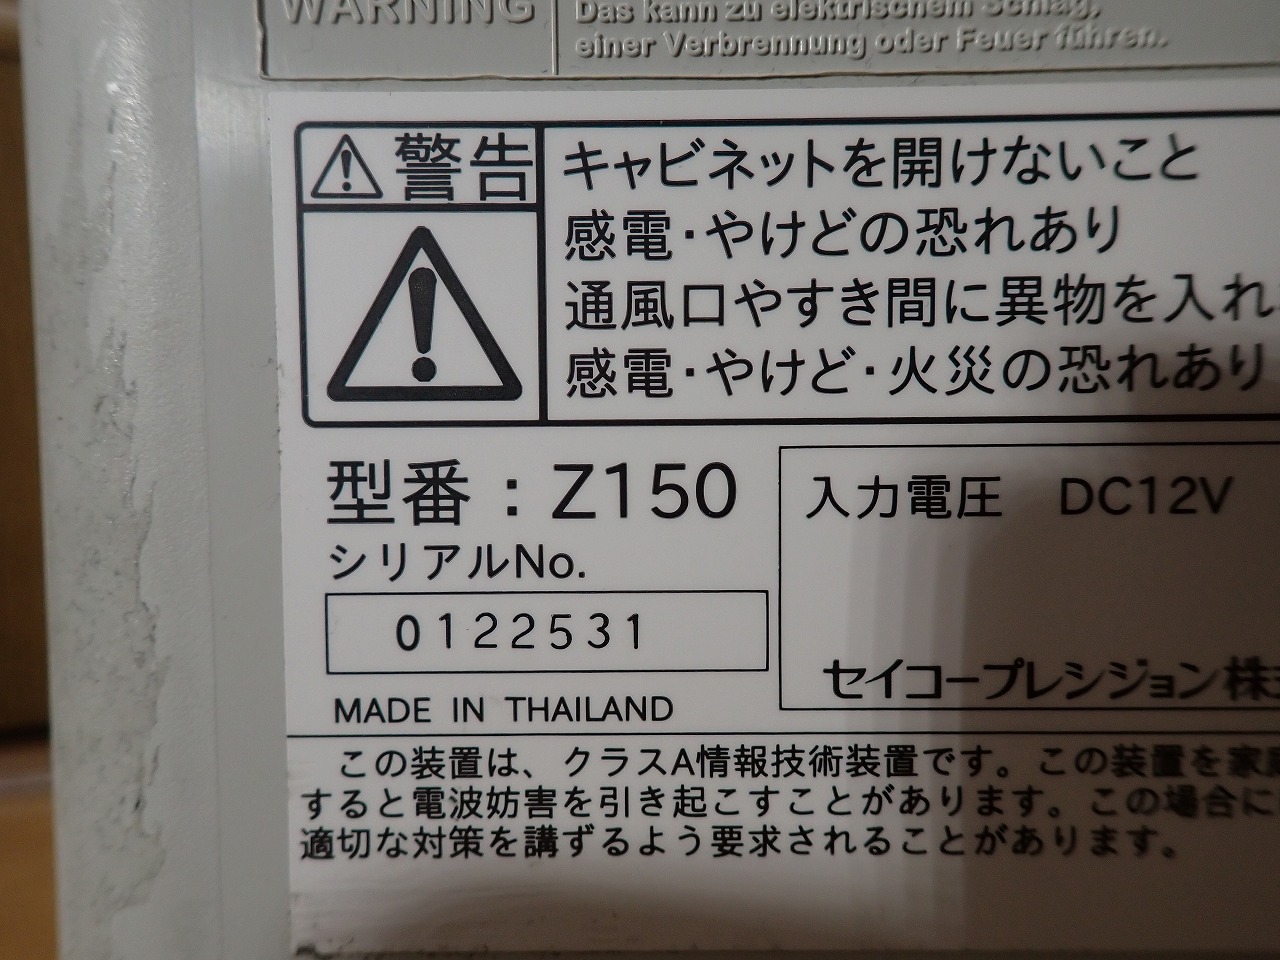 WARNING
Das kann zu elektrischem Schlag,
einer Verbrennung oder Feuer führen.
警告
キャビネットを開けないこと
感電・やけどの恐れあり
通風口やすき間に異物を入れ
感電・やけど・火災の恐れあり
型番：Z150
入力電圧 DC12V
シリアルNo.
0122531
セイコープレシジョン株
MADE IN THAILAND
この装置は、クラスA情報技術装置です。この装置を家
すると電波妨害を引き起こすことがあります。この場合に
適切な対策を講ずるよう要求されることがあります。